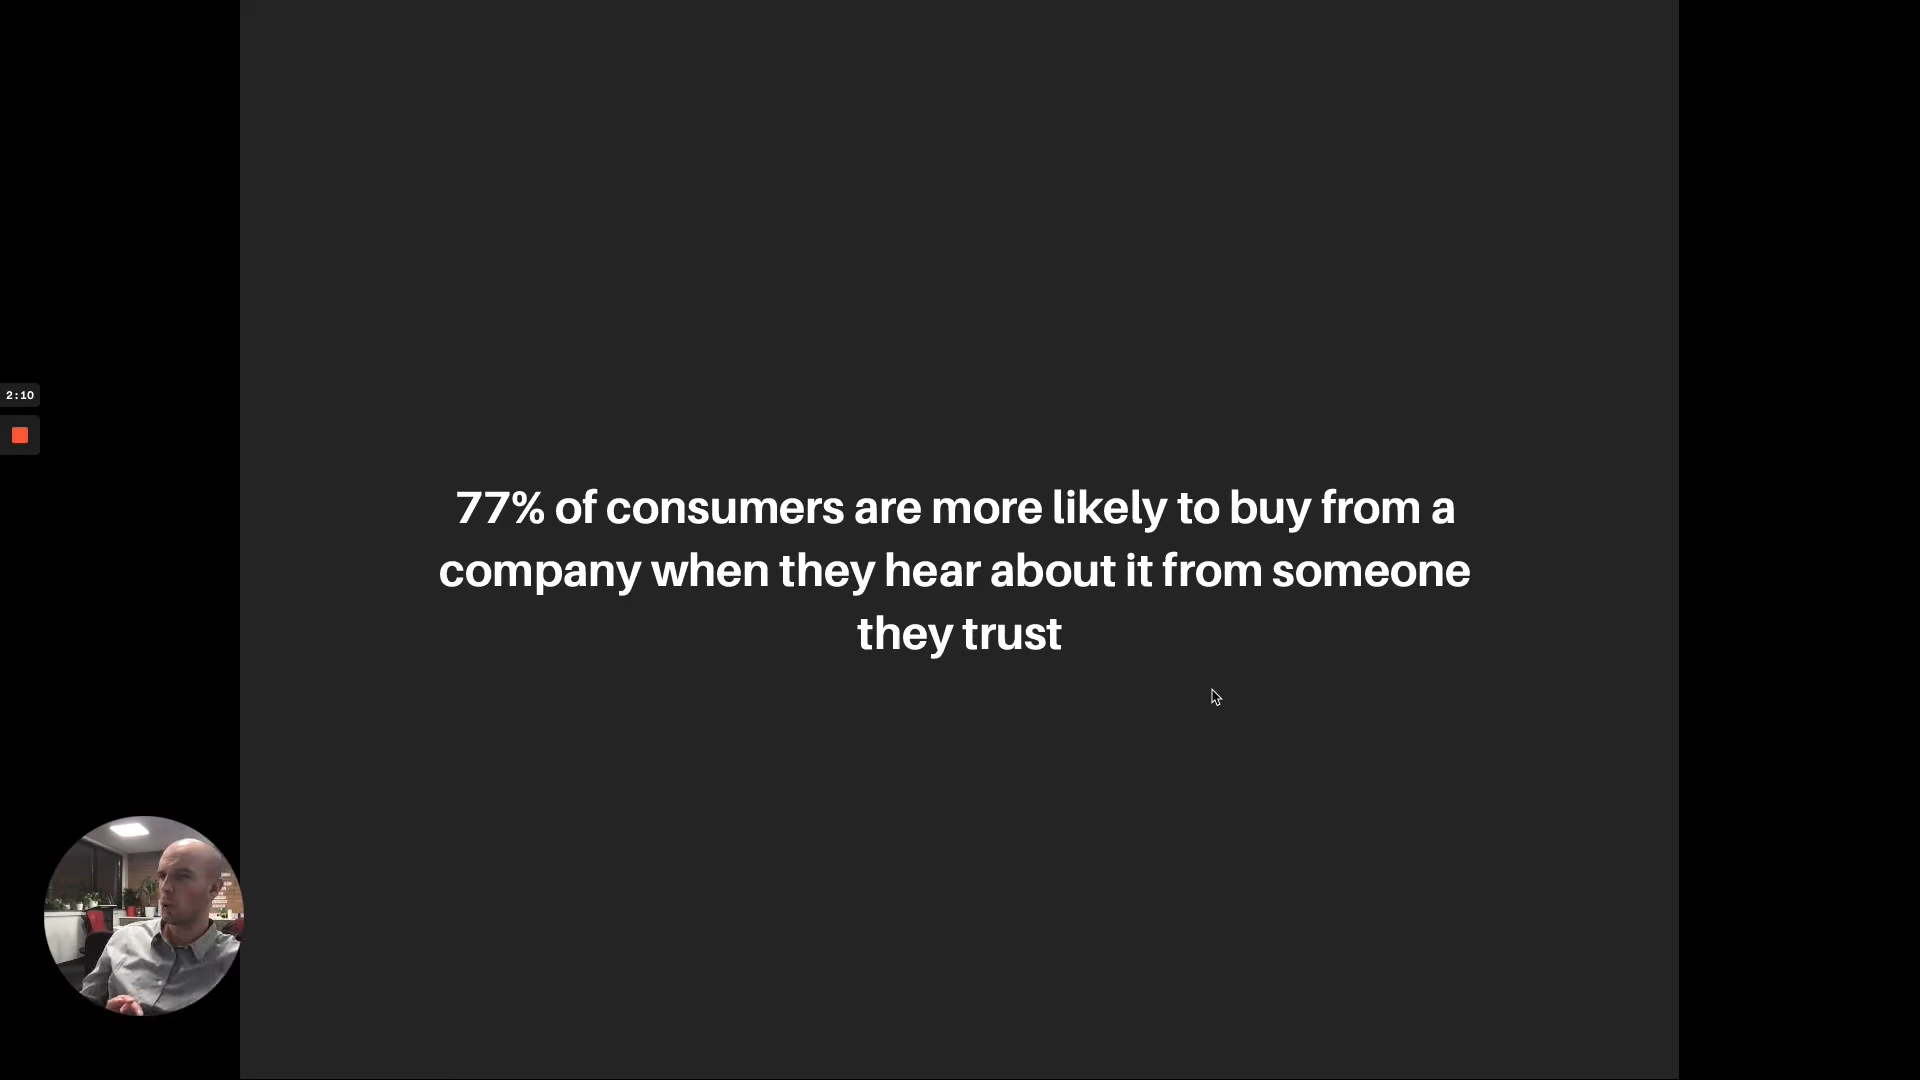 2:10
77% of consumers are more likely to buy from a
company when they hear about it from someone
they trust